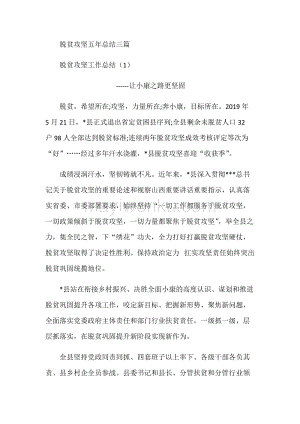 脱贫攻坚五年总结三篇
脱贫攻坚工作总结（1）
------让小康之路更坚固
脱贫，希望所在;攻坚，力量所在;奔小康，目标所在。2019 年
5 月 21 日，*县正式退出省定贫困县序列;全县剩余未脱贫人口 32
户 98 人全部达到脱贫标准;连续两年脱贫攻坚成效考核评定等次为
“好”……经过多年汗水浇灌，*县脱贫攻坚喜迎“收获季”。
成绩浸润汗水，坚韧铸就不凡。近年来，*县深入贯彻***总书
记关于脱贫攻坚的重要论述和视察山西重要讲话重要指示，认真落实
省委、市委部署要求，始终坚持“一切工作都服务于脱贫攻坚，
一切政策倾斜于脱贫攻坚，一切力量都聚焦于脱贫攻坚”，举全县之
力、集全民之智，下“绣花”功夫，全力打好打赢脱贫攻坚硬仗，
脱贫攻坚取得了决定性胜利，保持政治定力 扛实攻坚责任始终突出
脱贫巩固统揽地位。
*县站在衔接乡村振兴、决胜全面小康的高度认识、谋划和推进
脱贫巩固提升各项工作，咬定新目标、把握新形势、聚焦新问题，
全面落实党委政府主体责任和部门行业扶贫责任，一级抓一级，层
层抓落实，在脱贫巩固提升新阶段实现新作为。
全县坚持党政同责到抓、四套班子以上率下、各级干部各负其
责、县乡村企全员参战。县委书记和县长、分管扶贫和分管行业领